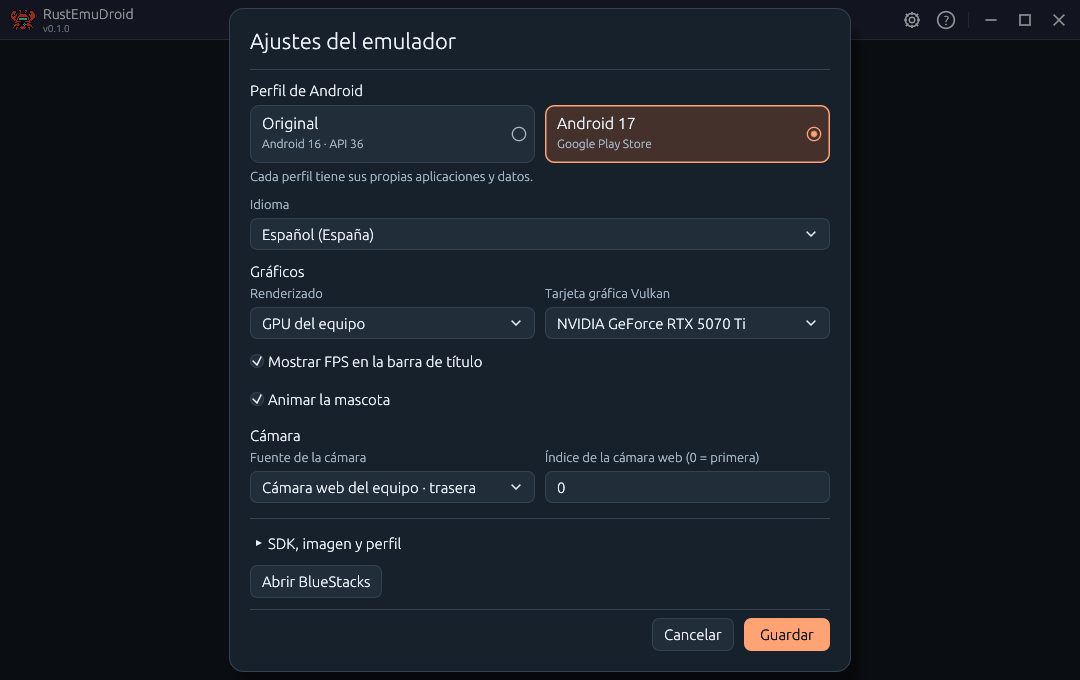 RustEmuDroid
v0.1.0
Ajustes del emulador
Perfil de Android
Original
Android 16 · API 36
Android 17
Google Play Store
Cada perfil tiene sus propias aplicaciones y datos.
Idioma
Español (España)
Gráficos
Renderizado
Tarjeta gráfica Vulkan
GPU del equipo
NVIDIA GeForce RTX 5070 Ti
Mostrar FPS en la barra de título
Animar la mascota
Cámara
Fuente de la cámara
Índice de la cámara web (0 = primera)
Cámara web del equipo · trasera
0
SDK, imagen y perfil
Abrir BlueStacks
Cancelar
Guardar